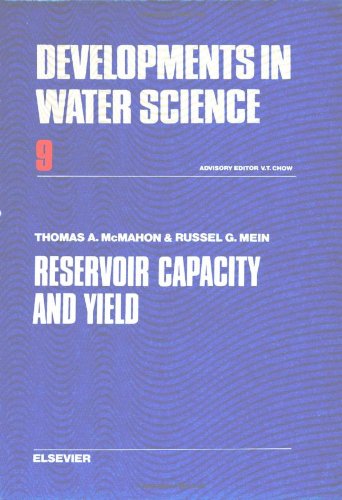 DEVELOPMENTS IN
WATER SCIENCE
9
ADVISORY EDITOR V.T. CHOW
THOMAS A. McMAHON & RUSSEL G. MEIN
RESERVOIR CAPACITY
AND YIELD
ELSEVIER